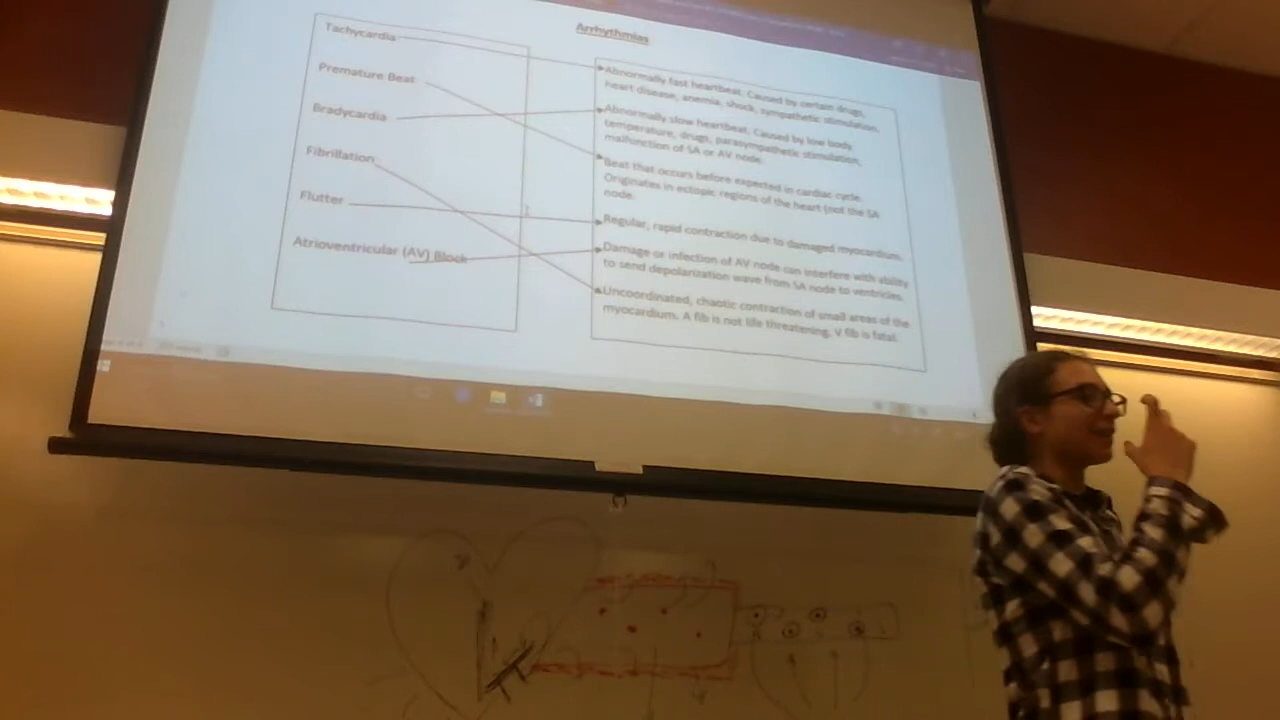 Arrhythmias
Tachycardia
Premature Beat
Bradycardia
Fibrillation
Flutter
Atrioventricular (AV) Block
Abnormally fast heartbeat. Caused by certain drugs,
heart disease, anemia, shock, sympathetic stimulation,
Abnormally slow heartbeat. Caused by low body
temperature, drugs, parasympathetic stimulation,
malfunction of SA or AV node.
Beat that occurs before expected in cardiac cycle.
Originates in ectopic regions of the heart (not the SA
node.
Regular, rapid contraction due to damaged myocardium.
Damage or infection of AV node can interfere with ability
to send depolarization wave from SA node to ventricles.
Uncoordinated, chaotic contraction of small areas of the
myocardium. A fib is not life threatening. V fib is fatal.